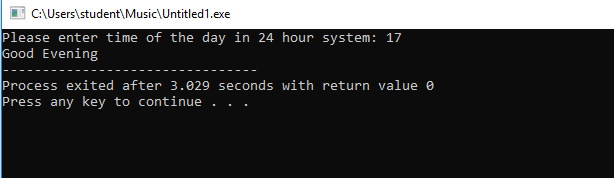 C:\Users\student\Music\Untitled1.exe
Please enter time of the day in 24 hour system: 17
Good Evening
--------------------------------
Process exited after 3.029 seconds with return value 0
Press any key to continue . . .